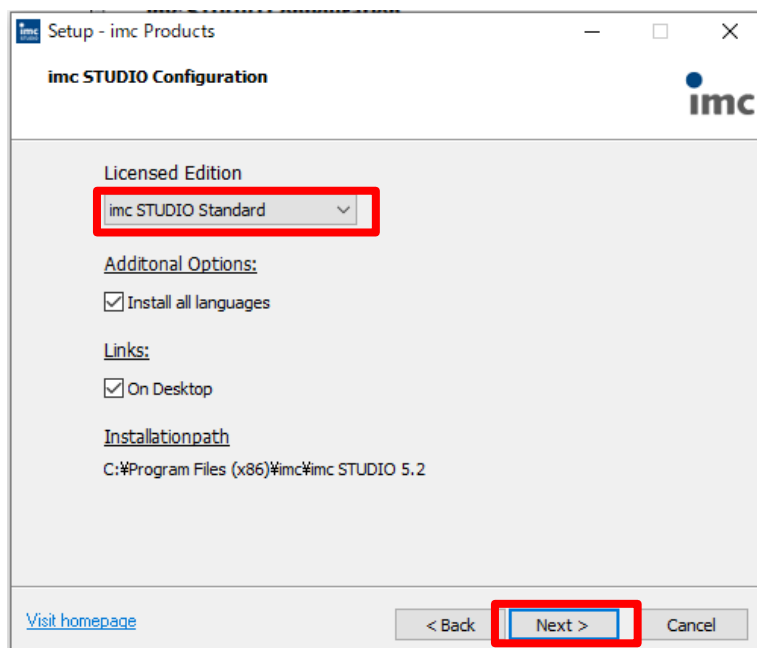 Setup - imc Products
imc STUDIO Configuration
imc
Licensed Edition
imc STUDIO Standard
Additonal Options:
Install all languages
Links:
On Desktop
Installationpath
C:¥Program Files (x86)¥imc¥imc STUDIO 5.2
Visit homepage
< Back Next > Cancel